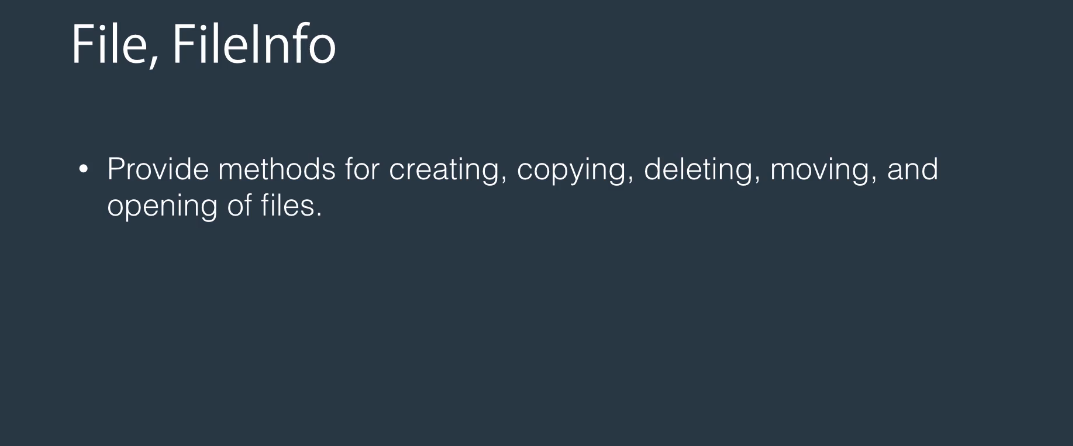 File, FileInfo
• Provide methods for creating, copying, deleting, moving, and
opening of files.